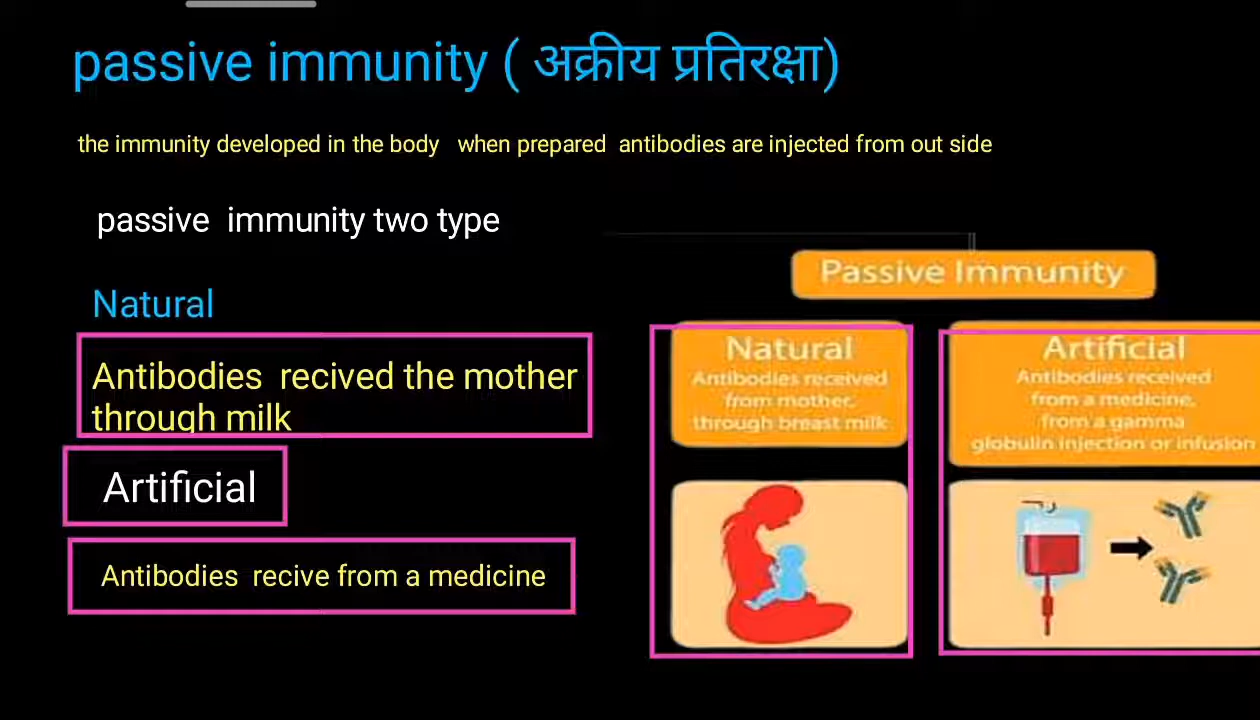 passive immunity ( अक्रीय प्रतिरक्षा)
the immunity developed in the body when prepared antibodies are injected from out side
passive immunity two type
Natural
Antibodies recived the mother
through milk
Artificial
Antibodies recive from a medicine
Passive Immunity
Natural
Antibodies received
from mother,
through breast milk
Artificial
Antibodies received
from a medicine,
from a gamma
globulin injection or infusion